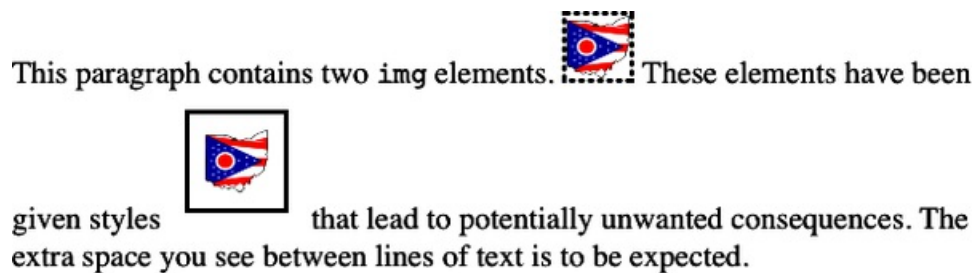 This paragraph contains two img elements. These elements have been
given styles that lead to potentially unwanted consequences. The
extra space you see between lines of text is to be expected.